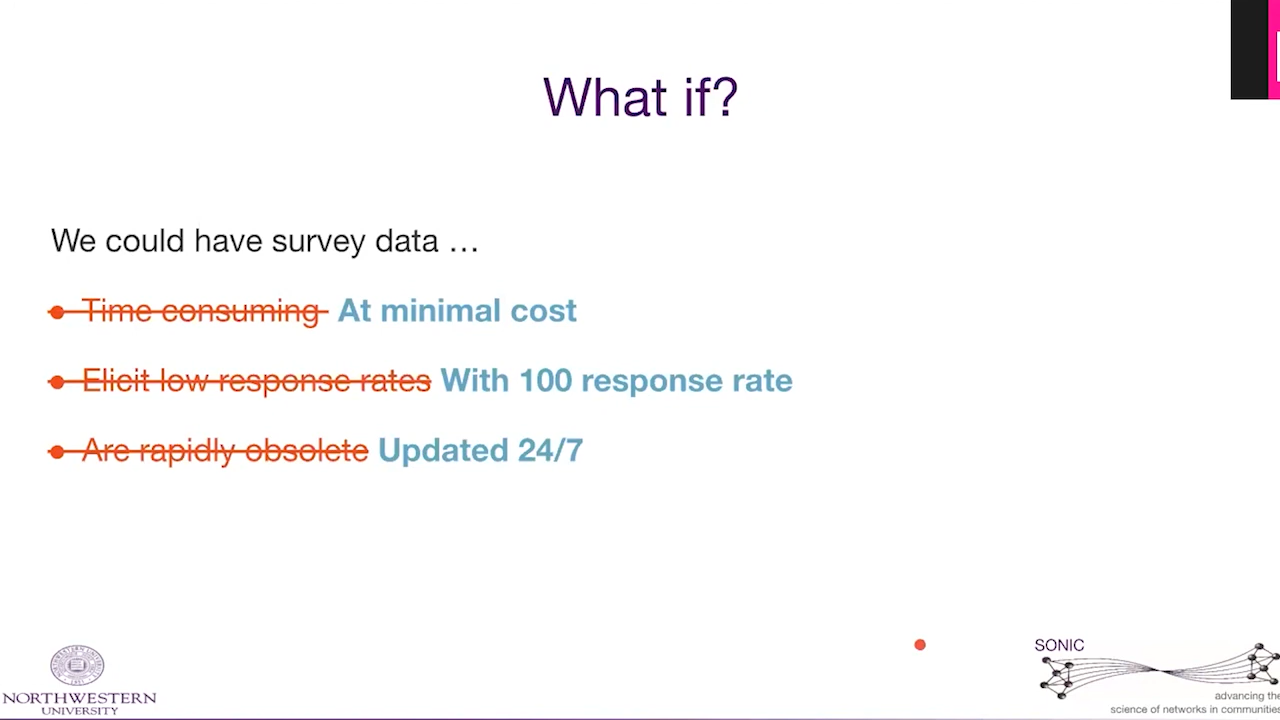 What if?
We could have survey data …
• Time consuming At minimal cost
• Elicit low response rates With 100 response rate
• Are rapidly obsolete Updated 24/7
NORTHWESTERN
UNIVERSITY
SONIC
advancing the
science of networks in communities